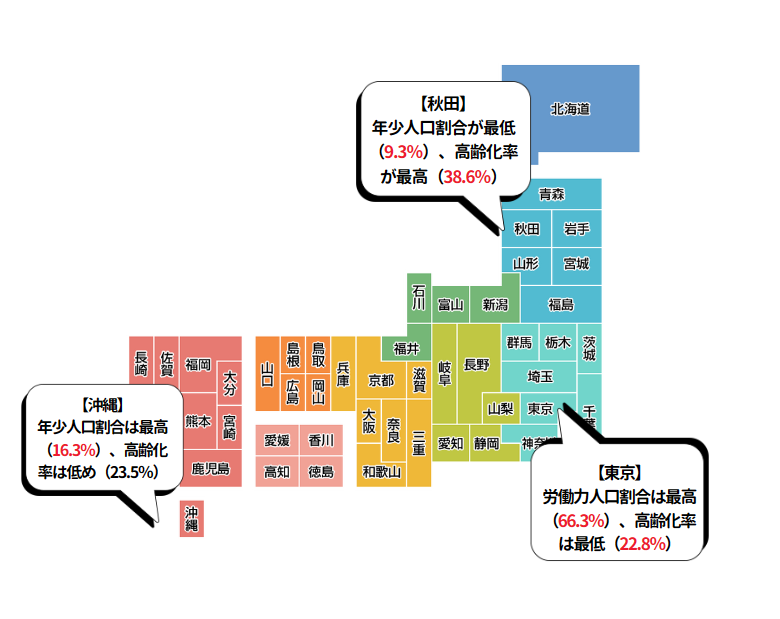 北海道
【秋田】
年少人口割合が最低
（9.3%）、高齢化率
が最高（38.6%）
青森
秋田
岩手
山形
宮城
石川
富山
新潟
福島
福井
岐阜
長野
群馬
栃木
茨城
埼玉
山梨
東京
千葉
愛知
静岡
神奈川
長崎
佐賀
福岡
大分
熊本
宮崎
鹿児島
沖縄
山口
島根
鳥取
広島
岡山
兵庫
京都
滋賀
大阪
奈良
三重
和歌山
愛媛
香川
高知
徳島
【沖縄】
年少人口割合は最高
（16.3%）、高齢化
率は低め（23.5%）
【東京】
労働力人口割合は最高
（66.3%）、高齢化率
は最低（22.8%）